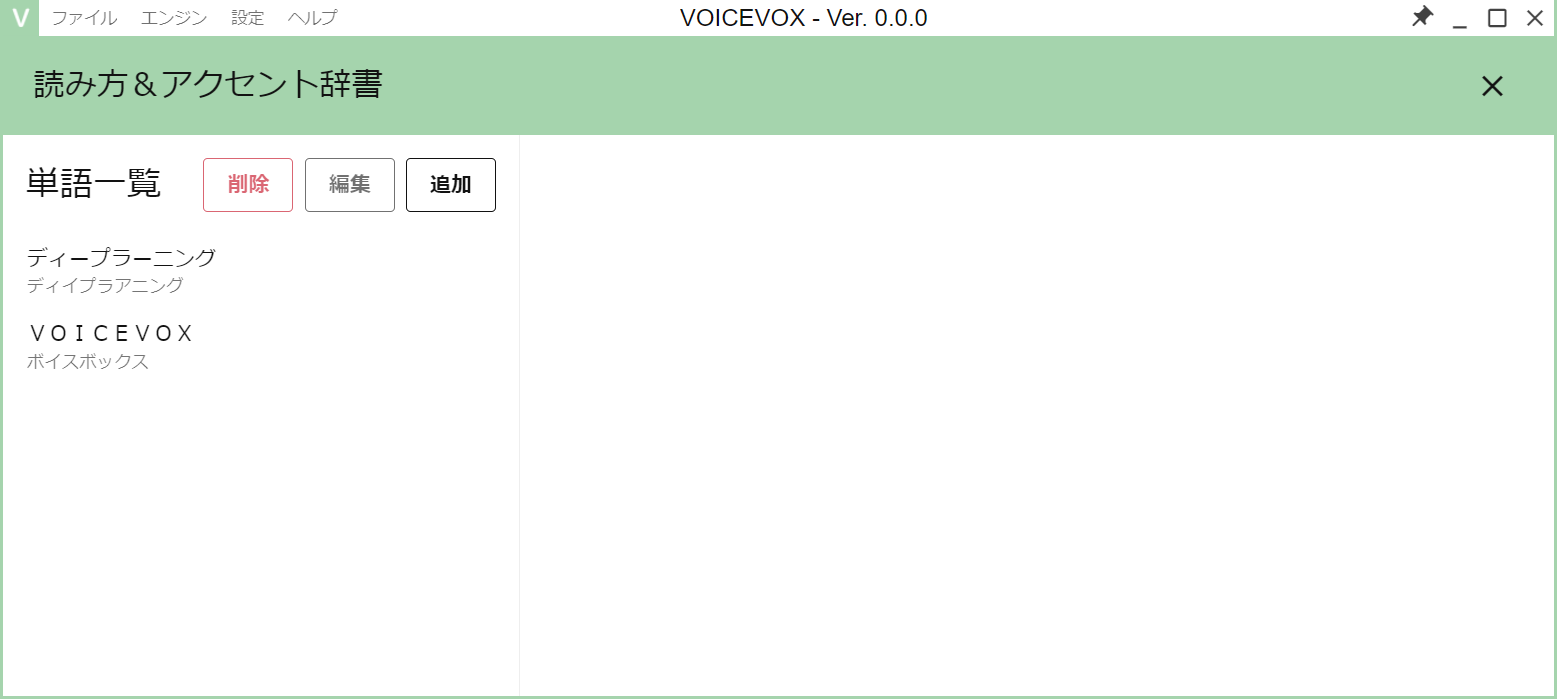 V ファイル エンジン 設定 ヘルプ VOICEVOX - Ver. 0.0.0
読み方＆アクセント辞書
単語一覧 削除 編集 追加
ディープラーニング
ディイプラアニング
ＶＯＩＣＥＶＯＸ
ボイスボックス